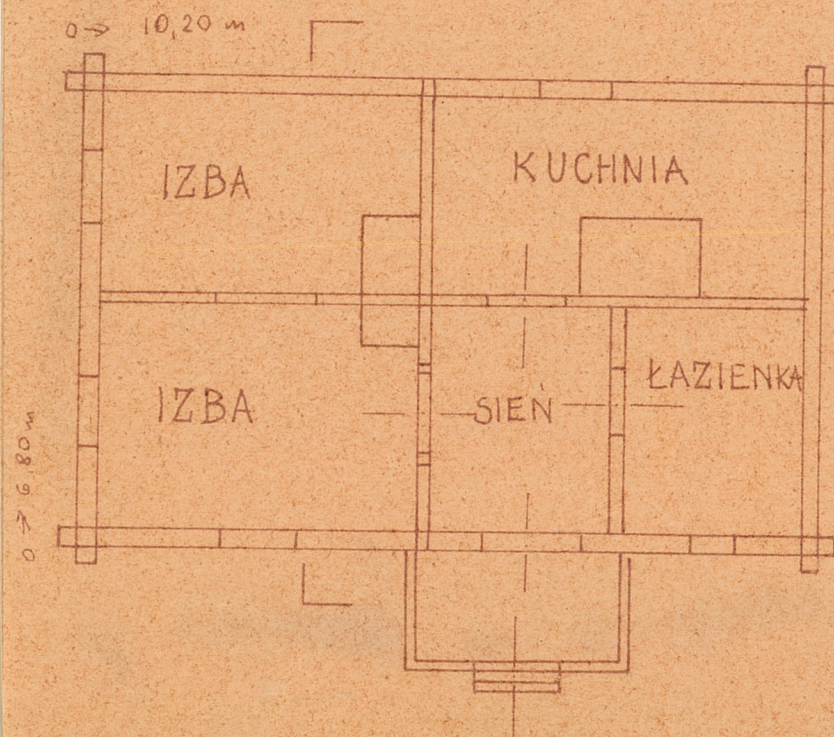 0→ 10,20 m
IZBA
KUCHNIA
IZBA
SIEŃ
ŁAZIENKA
0→ 6,80 m